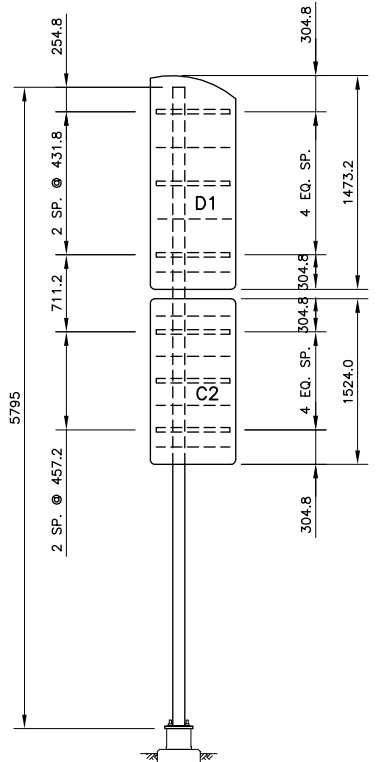 254.8
304.8
2 SP. @ 431.8
4 EQ. SP.
1473.2
D1
711.2
304.8
304.8
5795
C2
4 EQ. SP.
1524.0
2 SP. @ 457.2
304.8